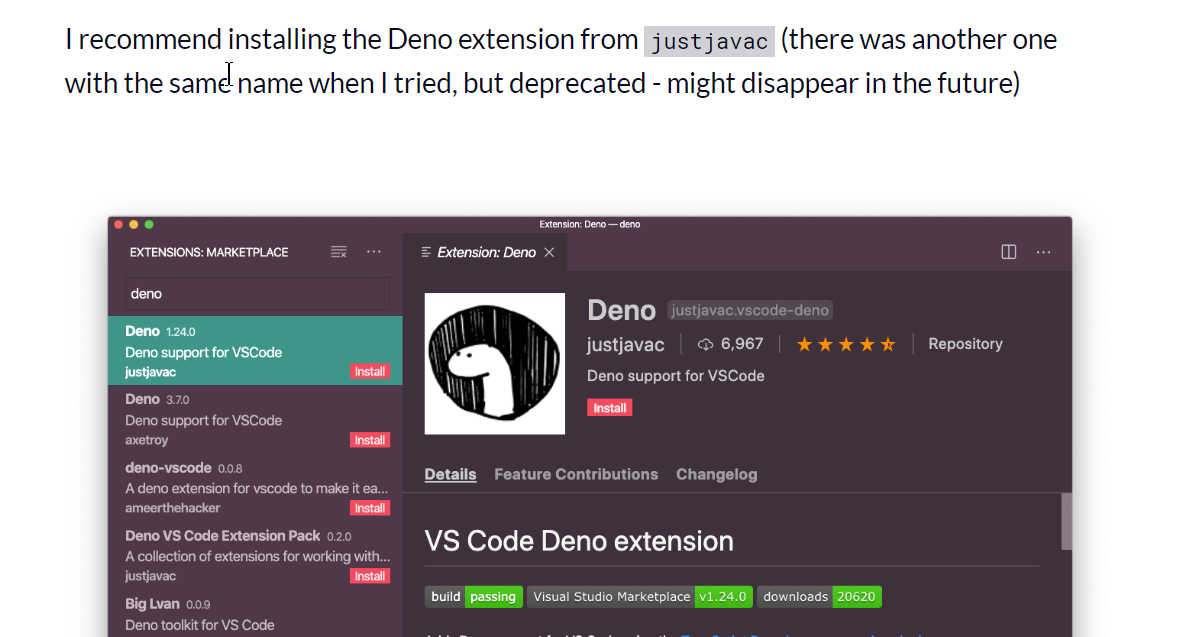 I recommend installing the Deno extension from justjavac (there was another one
with the same name when I tried, but deprecated - might disappear in the future)
Extension: Deno — deno
EXTENSIONS: MARKETPLACE
deno
Deno 1.24.0
Deno support for VSCode
justjavac Install
Deno 3.7.0
Deno support for VSCode
axetroy Install
deno-vscode 0.0.8
A deno extension for vscode to make it ea...
ameerthehacker Install
Deno VS Code Extension Pack 0.2.0
A collection of extensions for working with...
justjavac Install
Big Lvan 0.0.9
Deno toolkit for VS Code
Extension: Deno
Deno justjavac.vscode-deno
justjavac 6,967 Repository
Deno support for VSCode
Install
Details Feature Contributions Changelog
VS Code Deno extension
build passing Visual Studio Marketplace v1.24.0 downloads 20620